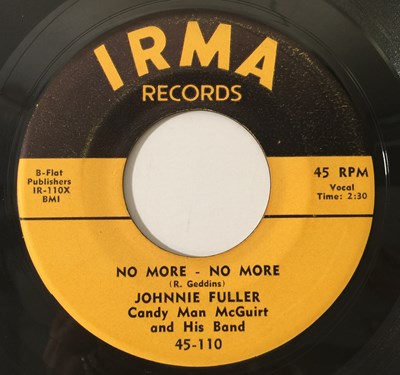 IRMA
RECORDS
B-Flat
Publishers
IR-110X
BMI
45 RPM
Vocal
Time: 2:30
NO MORE - NO MORE
(R. Geddins)
JOHNNIE FULLER
Candy Man McGuirt
and His Band
45-110